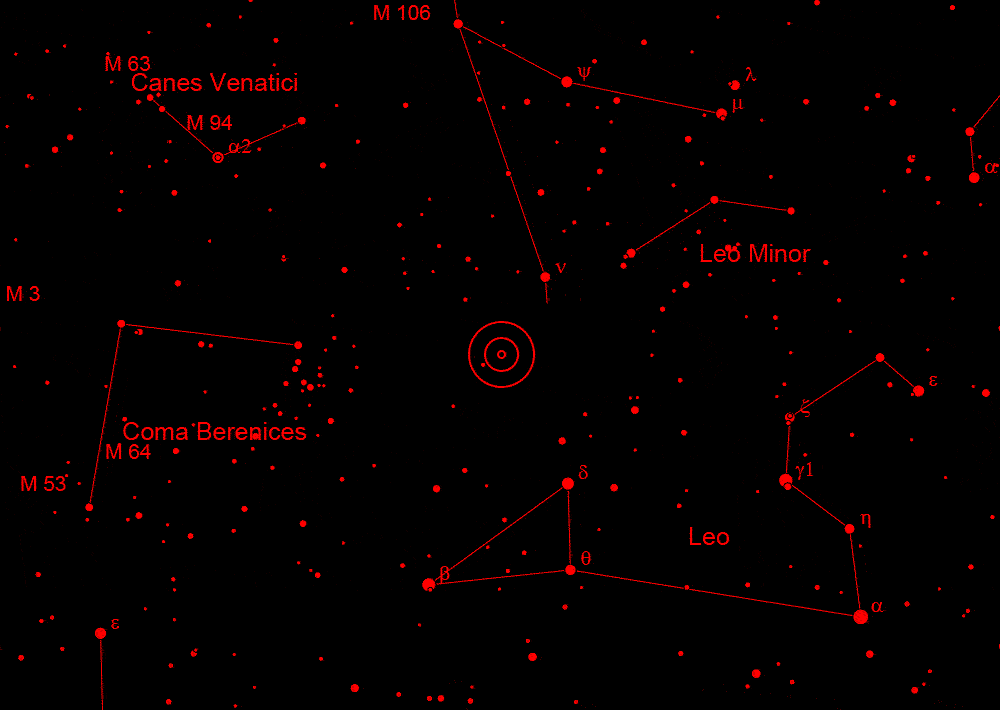 M 106
M 63
ψ
λ
Canes Venatici
μ
M 94
α2
α
Leo Minor
ν
M 3
ε
ξ
Coma Berenices
M 64
γ1
δ
M 53
η
Leo
θ
β
α
ε